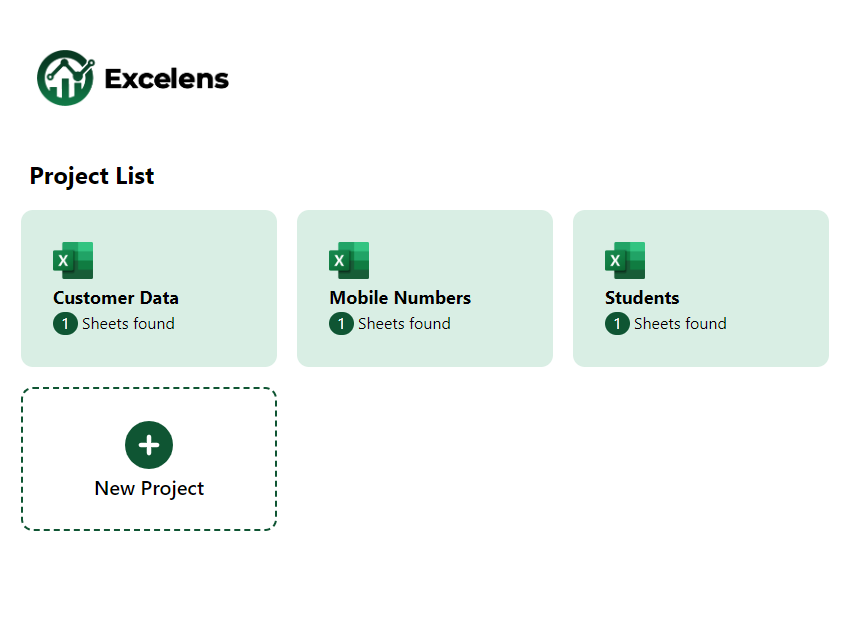 Excelens
Project List
X
Customer Data
1 Sheets found
X
Mobile Numbers
1 Sheets found
X
Students
1 Sheets found
New Project